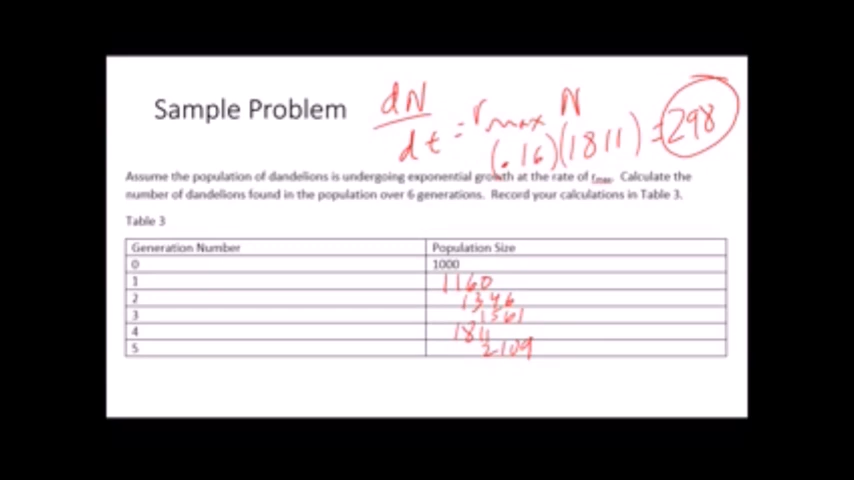 Sample Problem
dN/dt = rmax N
(.16)(1811) = 298
Assume the population of dandelions is undergoing exponential growth at the rate of rmax. Calculate the
number of dandelions found in the population over 6 generations. Record your calculations in Table 3.
Table 3
Generation Number Population Size
0 1000
1 1160
2 1346
3 1561
4 1811
5 2109